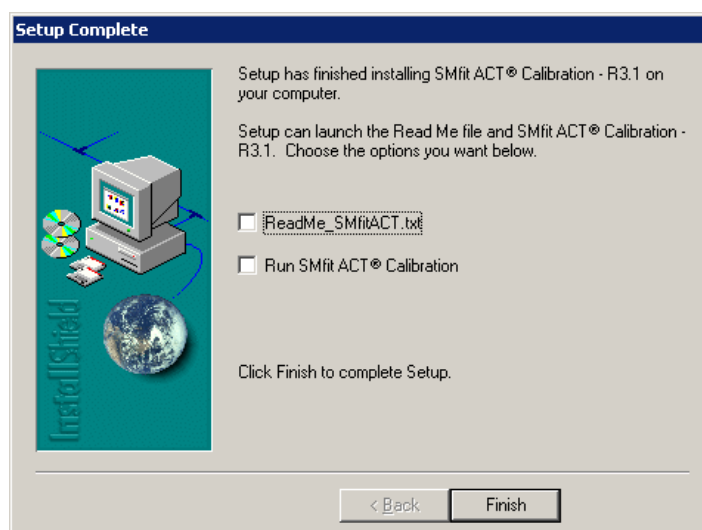 Setup Complete
Setup has finished installing SMfit ACT® Calibration - R3.1 on
your computer.
Setup can launch the Read Me file and SMfit ACT® Calibration -
R3.1.  Choose the options you want below.
ReadMe_SMfitACT.txt
Run SMfit ACT® Calibration
InstallShield
Click Finish to complete Setup.
< Back
Finish